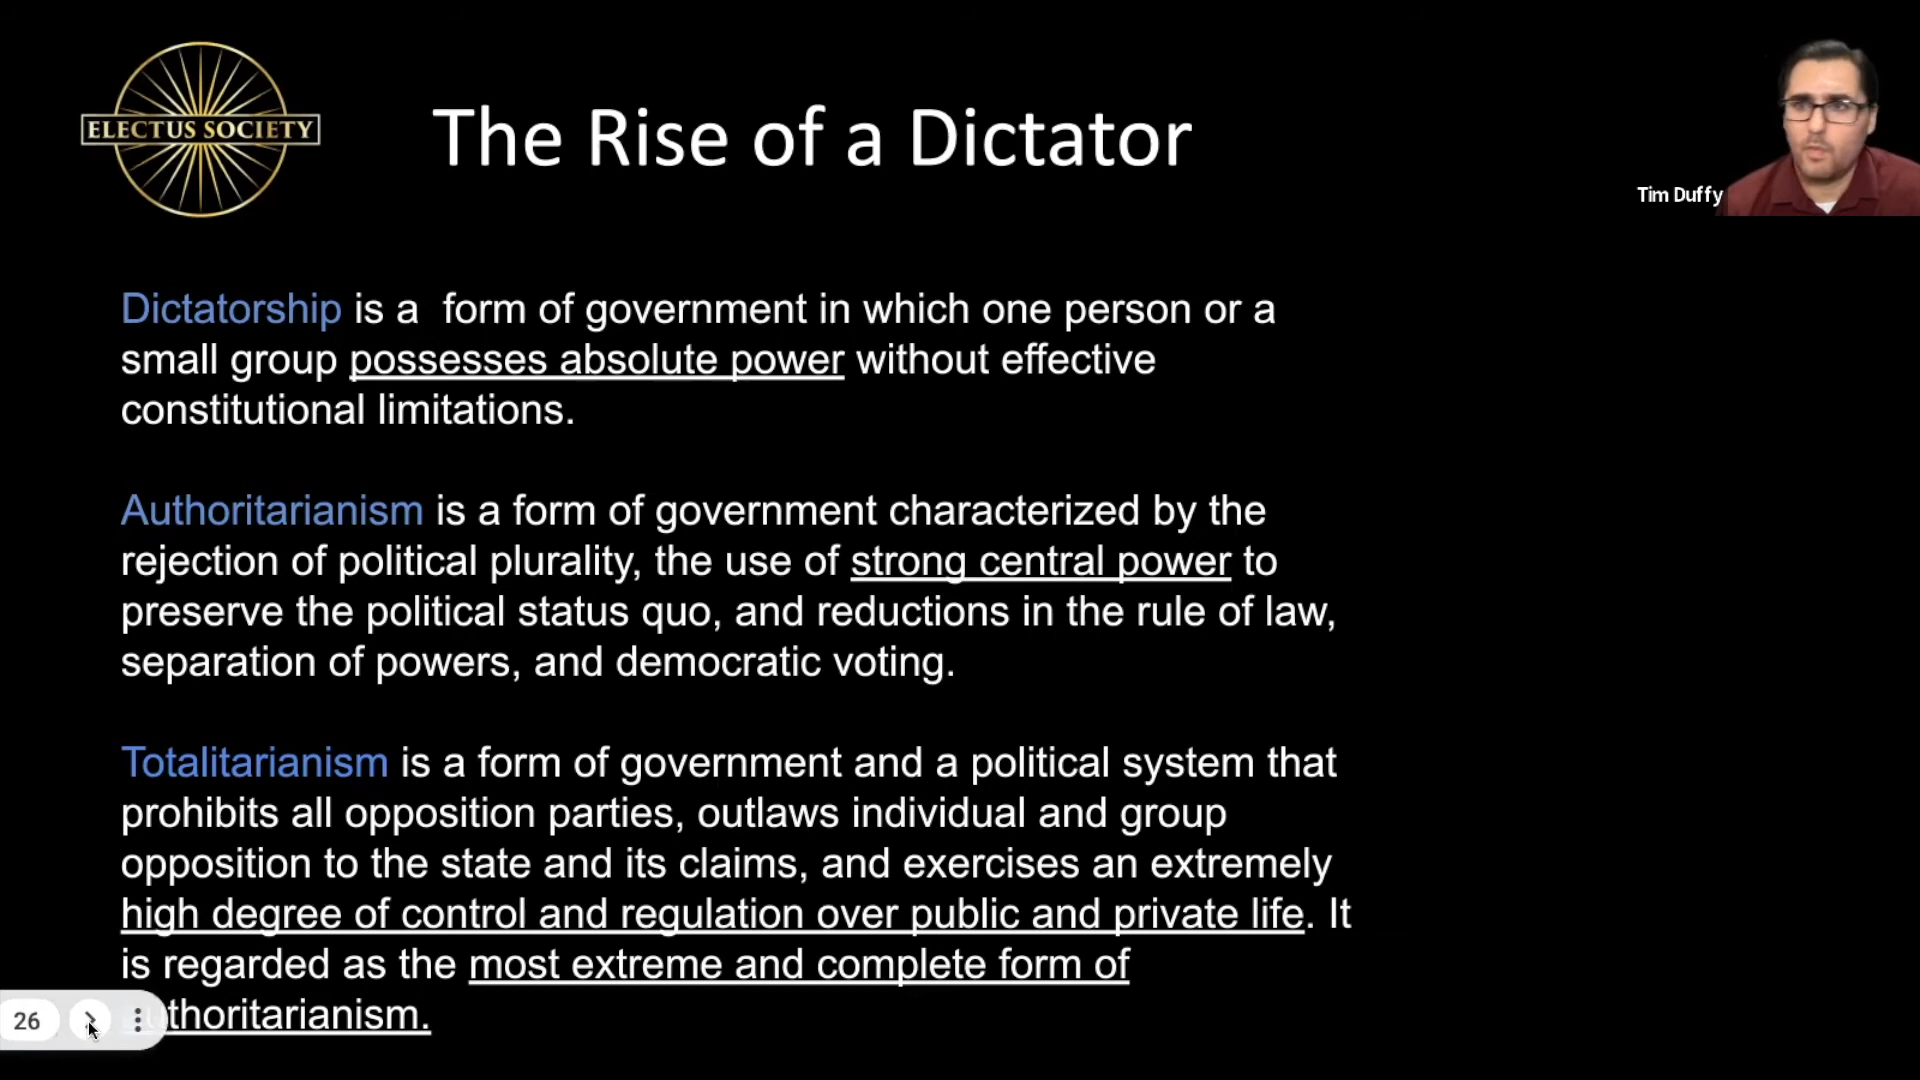 ELECTUS SOCIETY
The Rise of a Dictator
Tim Duffy
Dictatorship is a form of government in which one person or a
small group possesses absolute power without effective
constitutional limitations.
Authoritarianism is a form of government characterized by the
rejection of political plurality, the use of strong central power to
preserve the political status quo, and reductions in the rule of law,
separation of powers, and democratic voting.
Totalitarianism is a form of government and a political system that
prohibits all opposition parties, outlaws individual and group
opposition to the state and its claims, and exercises an extremely
high degree of control and regulation over public and private life. It
is regarded as the most extreme and complete form of
authoritarianism.
26